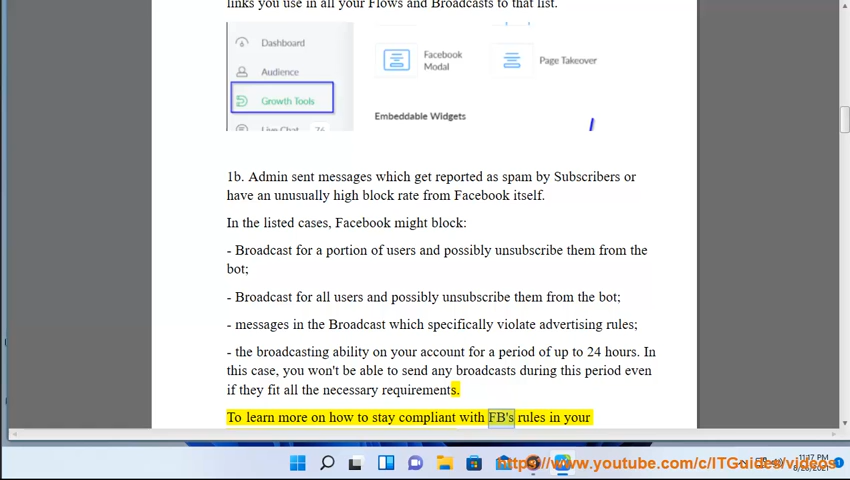 links you use in all your Flows and Broadcasts to that list.
Dashboard
Audience
Growth Tools
Live Chat 74
Facebook
Modal
Page Takeover
Embeddable Widgets
1b. Admin sent messages which get reported as spam by Subscribers or
have an unusually high block rate from Facebook itself.
In the listed cases, Facebook might block:
- Broadcast for a portion of users and possibly unsubscribe them from the
bot;
- Broadcast for all users and possibly unsubscribe them from the bot;
- messages in the Broadcast which specifically violate advertising rules;
- the broadcasting ability on your account for a period of up to 24 hours. In
this case, you won't be able to send any broadcasts during this period even
if they fit all the necessary requirements.
To learn more on how to stay compliant with FB's rules in your
http://www.youtube.com/c/ITGuides/videos